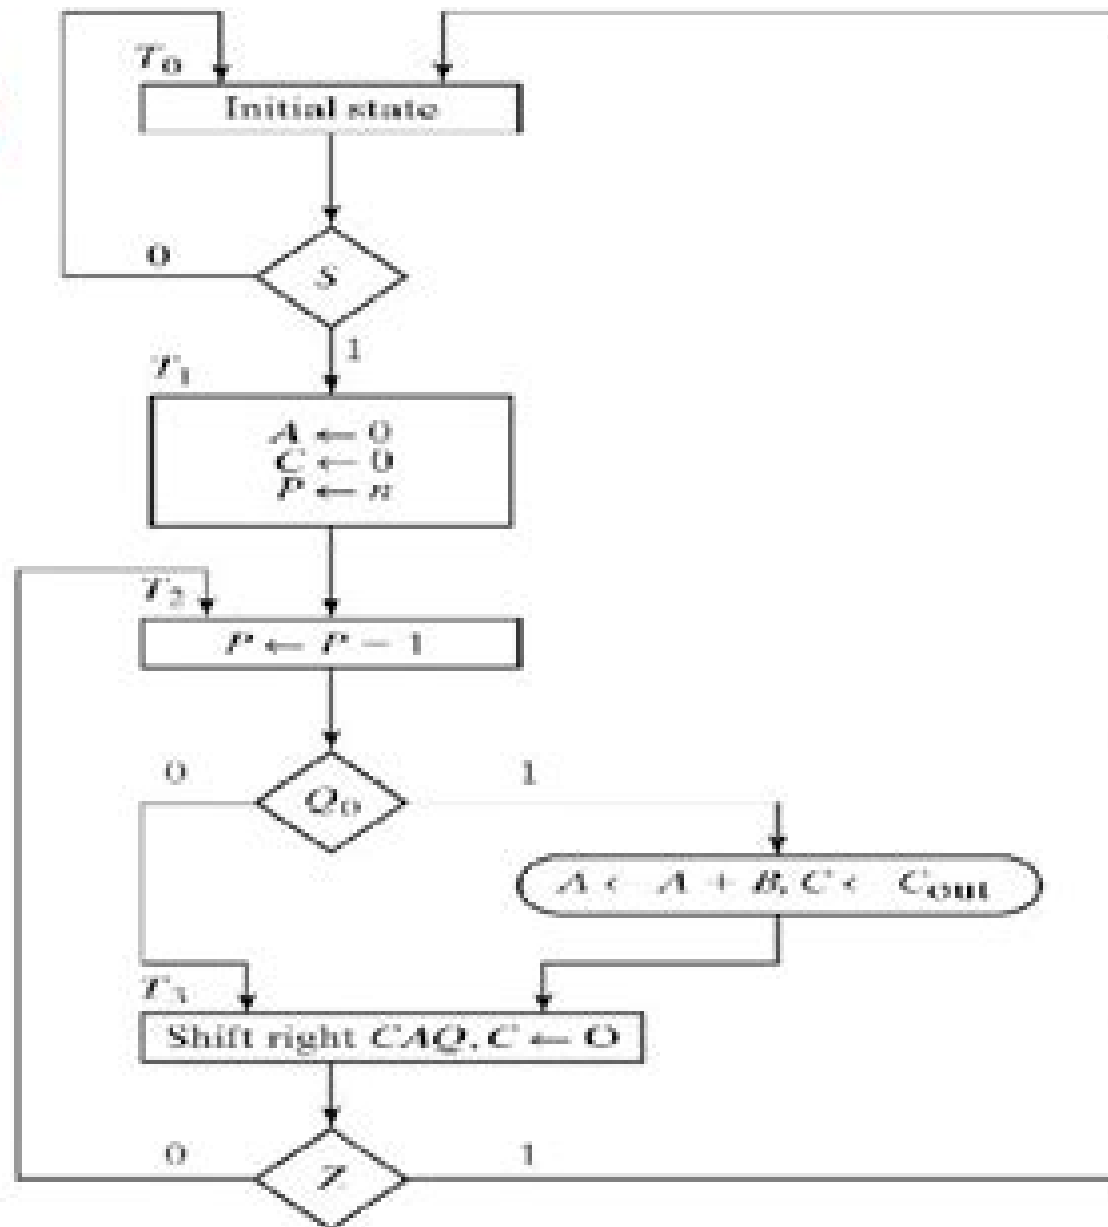 T₀
Initial state
0
S
1
T₁
A ← 0
C ← 0
P ← n
T₂
P ← P − 1
0
1
Q₀
A ← A + B, C ← Cout
T₃
Shift right CAQ, C ← 0
0
1
Z